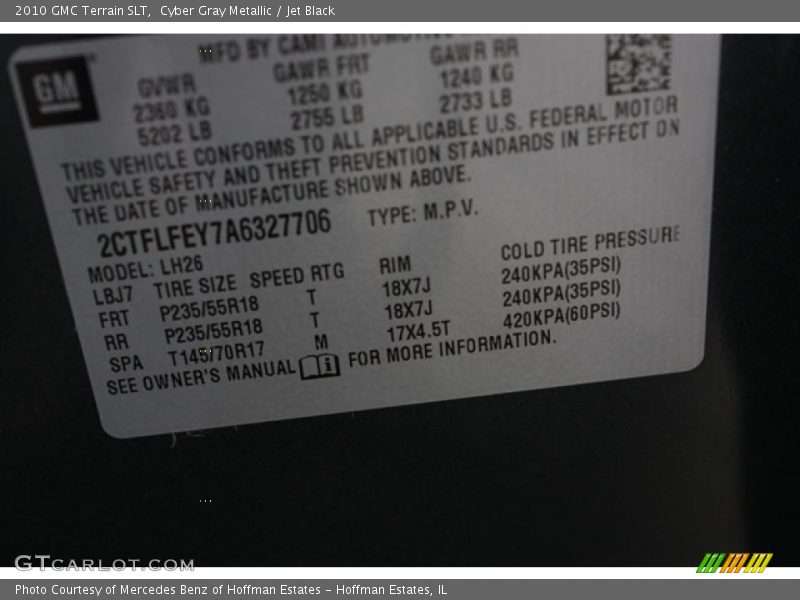 2010 GMC Terrain SLT, Cyber Gray Metallic / Jet Black
GM
MFD BY CAMI AUTOMOTIVE
GVWR GAWR FRT GAWR RR
2360 KG 1250 KG 1240 KG
5202 LB 2755 LB 2733 LB
THIS VEHICLE CONFORMS TO ALL APPLICABLE U.S. FEDERAL MOTOR
VEHICLE SAFETY AND THEFT PREVENTION STANDARDS IN EFFECT ON
THE DATE OF MANUFACTURE SHOWN ABOVE.
2CTFLFEY7A6327706 TYPE: M.P.V.
MODEL: LH26
LBJ7 TIRE SIZE SPEED RTG RIM COLD TIRE PRESSURE
FRT P235/55R18 T 18X7J 240KPA(35PSI)
RR P235/55R18 T 18X7J 240KPA(35PSI)
SPA T145/70R17 M 17X4.5T 420KPA(60PSI)
SEE OWNER'S MANUAL i FOR MORE INFORMATION.
GTCARLOT.COM
Photo Courtesy of Mercedes Benz of Hoffman Estates - Hoffman Estates, IL